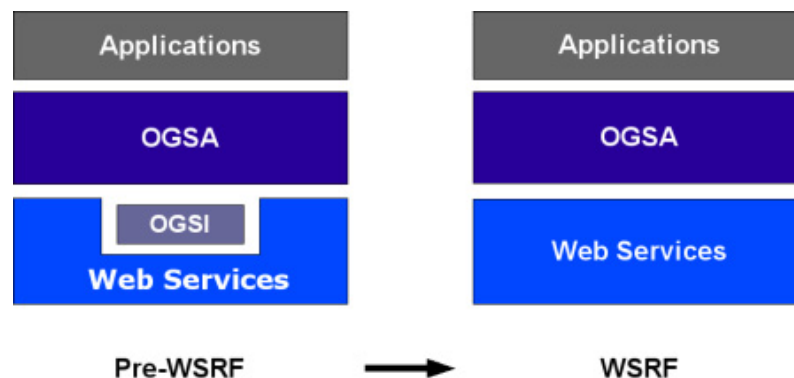 Applications
OGSA
OGSI
Web Services
Pre-WSRF
Applications
OGSA
Web Services
WSRF